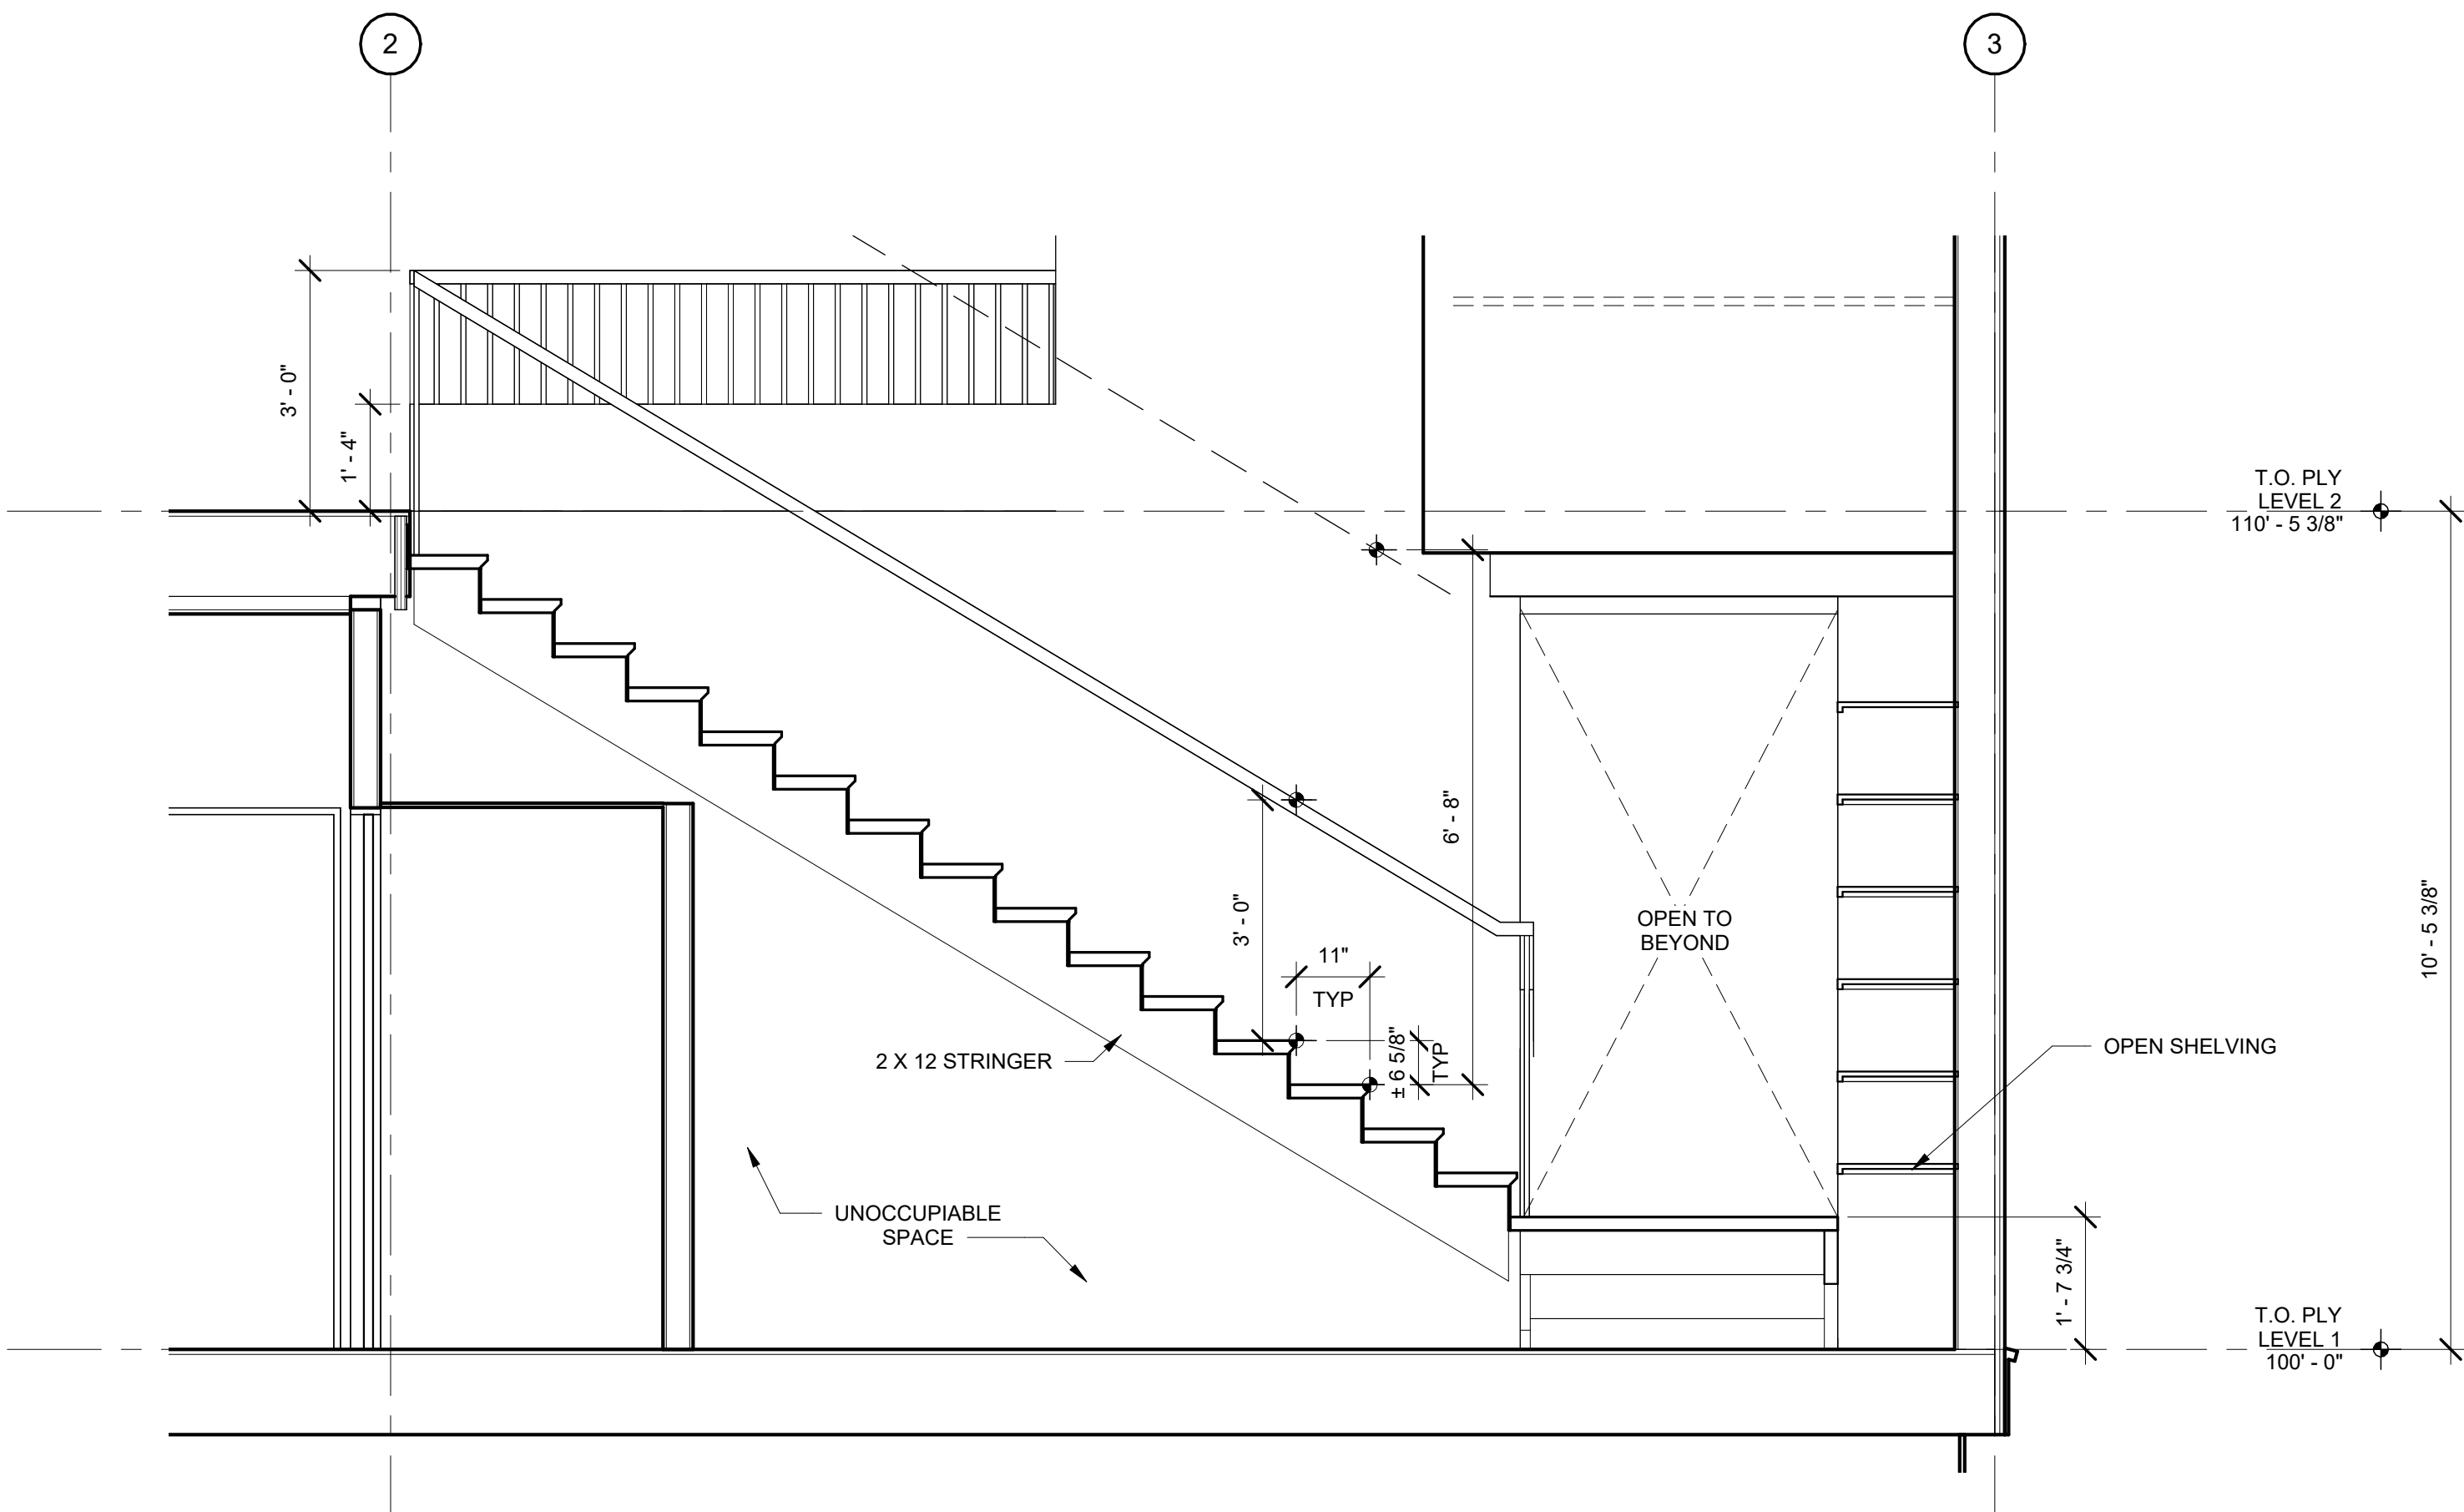 2
3
3' - 0"
1' - 4"
T.O. PLY
LEVEL 2
110' - 5 3/8"
6' - 8"
3' - 0"
11"
TYP
± 6 5/8"
TYP
OPEN TO
BEYOND
10' - 5 3/8"
2 X 12 STRINGER
OPEN SHELVING
UNOCCUPIABLE
SPACE
1' - 7 3/4"
T.O. PLY
LEVEL 1
100' - 0"